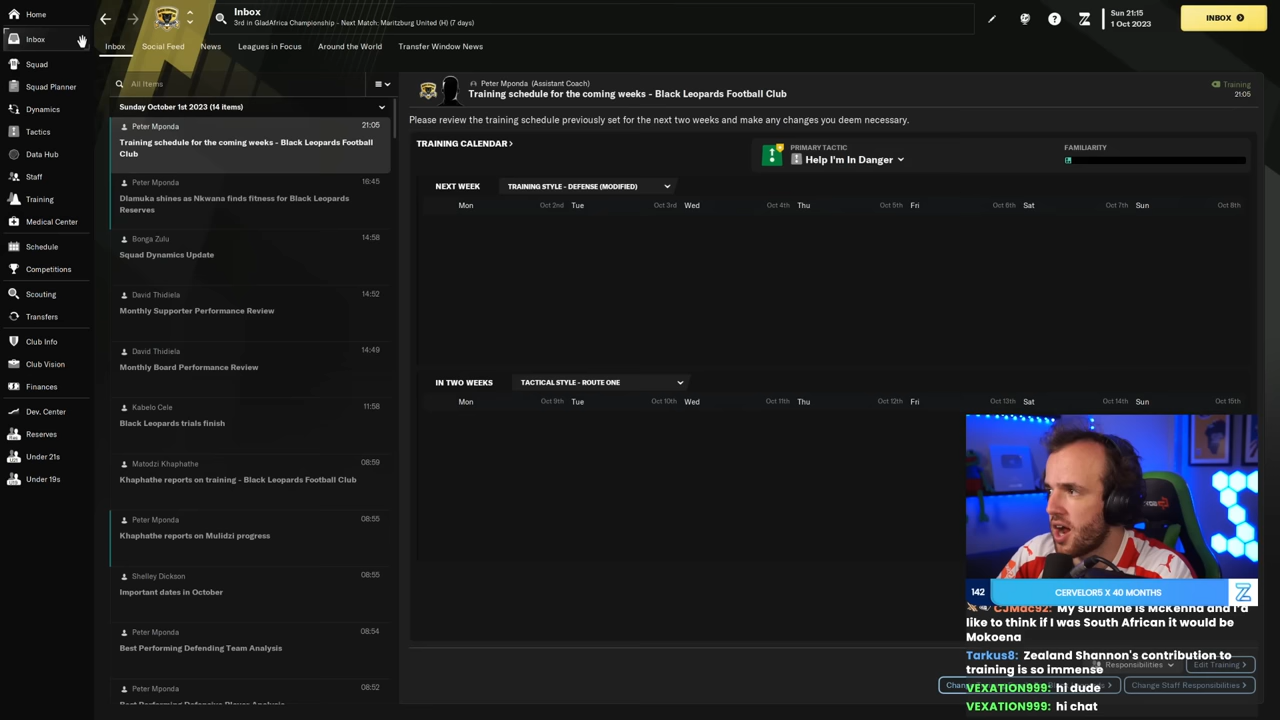 Home
Inbox
Squad
Squad Planner
Dynamics
Tactics
Data Hub
Staff
Training
Medical Center
Schedule
Competitions
Scouting
Transfers
Club Info
Club Vision
Finances
Dev. Center
Reserves
Under 21s
Under 19s
Inbox
3rd in GladAfrica Championship - Next Match: Maritzburg United (H) (7 days)
Sun 21:15
1 Oct 2023
INBOX
Inbox
Social Feed
News
Leagues in Focus
Around the World
Transfer Window News
All Items
Sunday October 1st 2023 (14 items)
Peter Mponda 21:05
Training schedule for the coming weeks - Black Leopards Football
Club
Peter Mponda 16:45
Dlamuka shines as Nkwana finds fitness for Black Leopards
Reserves
Bonga Zulu 14:58
Squad Dynamics Update
David Thidiela 14:52
Monthly Supporter Performance Review
David Thidiela 14:49
Monthly Board Performance Review
Kabelo Cele 11:58
Black Leopards trials finish
Matodzi Khaphathe 08:59
Khaphathe reports on training - Black Leopards Football Club
Peter Mponda 08:55
Khaphathe reports on Mulidzi progress
Shelley Dickson 08:55
Important dates in October
Peter Mponda 08:54
Best Performing Defending Team Analysis
Peter Mponda 08:52
Best Performing Defensive Player Analysis
Peter Mponda (Assistant Coach)
Training schedule for the coming weeks - Black Leopards Football Club
Training
21:05
Please review the training schedule previously set for the next two weeks and make any changes you deem necessary.
TRAINING CALENDAR
PRIMARY TACTIC
Help I'm In Danger
FAMILIARITY
NEXT WEEK TRAINING STYLE - DEFENSE (MODIFIED)
Mon Oct 2nd Tue Oct 3rd Wed Oct 4th Thu Oct 5th Fri Oct 6th Sat Oct 7th Sun Oct 8th
IN TWO WEEKS TACTICAL STYLE - ROUTE ONE
Mon Oct 9th Tue Oct 10th Wed Oct 11th Thu Oct 12th Fri Oct 13th Sat Oct 14th Sun Oct 15th
142 CERVELOR5 X 40 MONTHS
CJMac92: My surname is McKenna and I'd
like to think if I was South African it would be
Mokoena
Tarkus8: Zealand Shannon's contribution to
training is so immense
VEXATION999: hi dude
VEXATION999: hi chat
Responsibilities
Edit Training
Change Staff Responsibilities